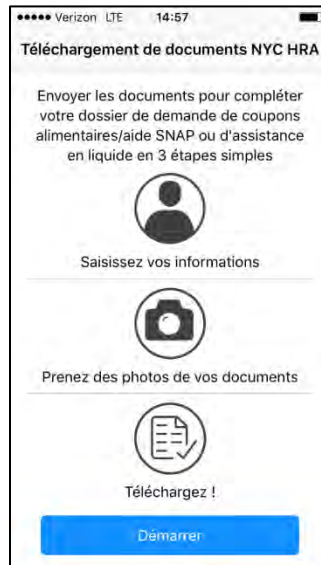 Verizon LTE 14:57
Téléchargement de documents NYC HRA
Envoyer les documents pour compléter
votre dossier de demande de coupons
alimentaires/aide SNAP ou d'assistance
en liquide en 3 étapes simples
Saisissez vos informations
Prenez des photos de vos documents
Téléchargez !
Démarrer